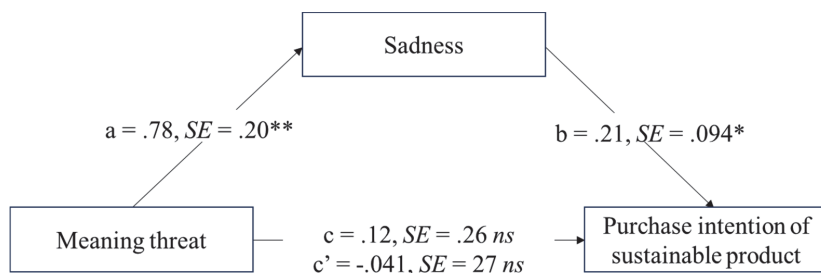 Sadness
a = .78, SE = .20**
b = .21, SE = .094*
Meaning threat
c = .12, SE = .26 ns
c’ = -.041, SE = 27 ns
Purchase intention of
sustainable product